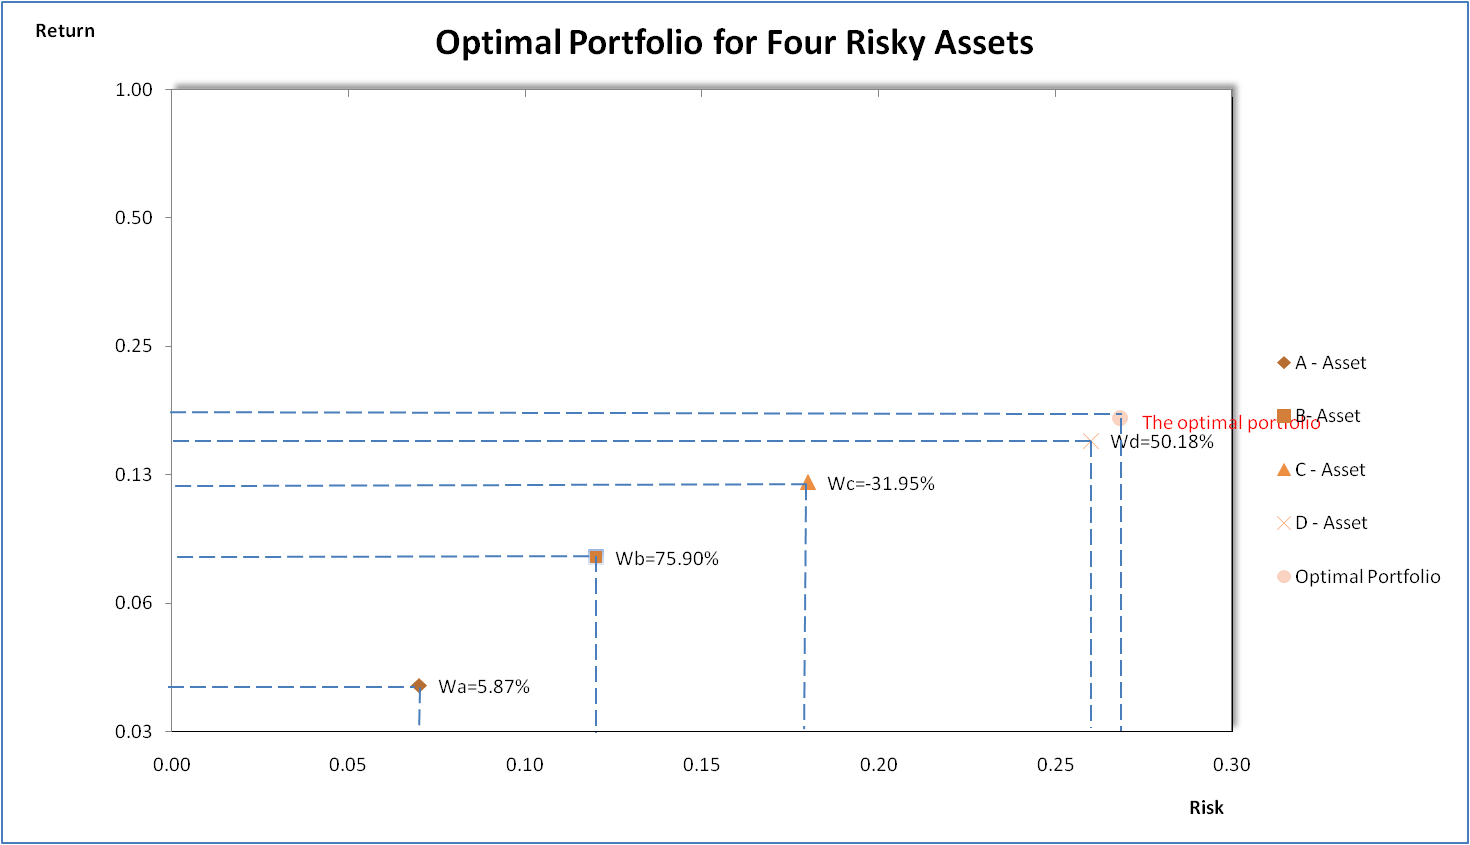 Return
Optimal Portfolio for Four Risky Assets
1.00
0.50
0.25
0.13
0.06
0.03
0.00
0.05
0.10
0.15
0.20
0.25
0.30
Risk
The optimal portfolio
Wd=50.18%
Wc=-31.95%
Wb=75.90%
Wa=5.87%
A - Asset
B- Asset
C - Asset
D - Asset
Optimal Portfolio